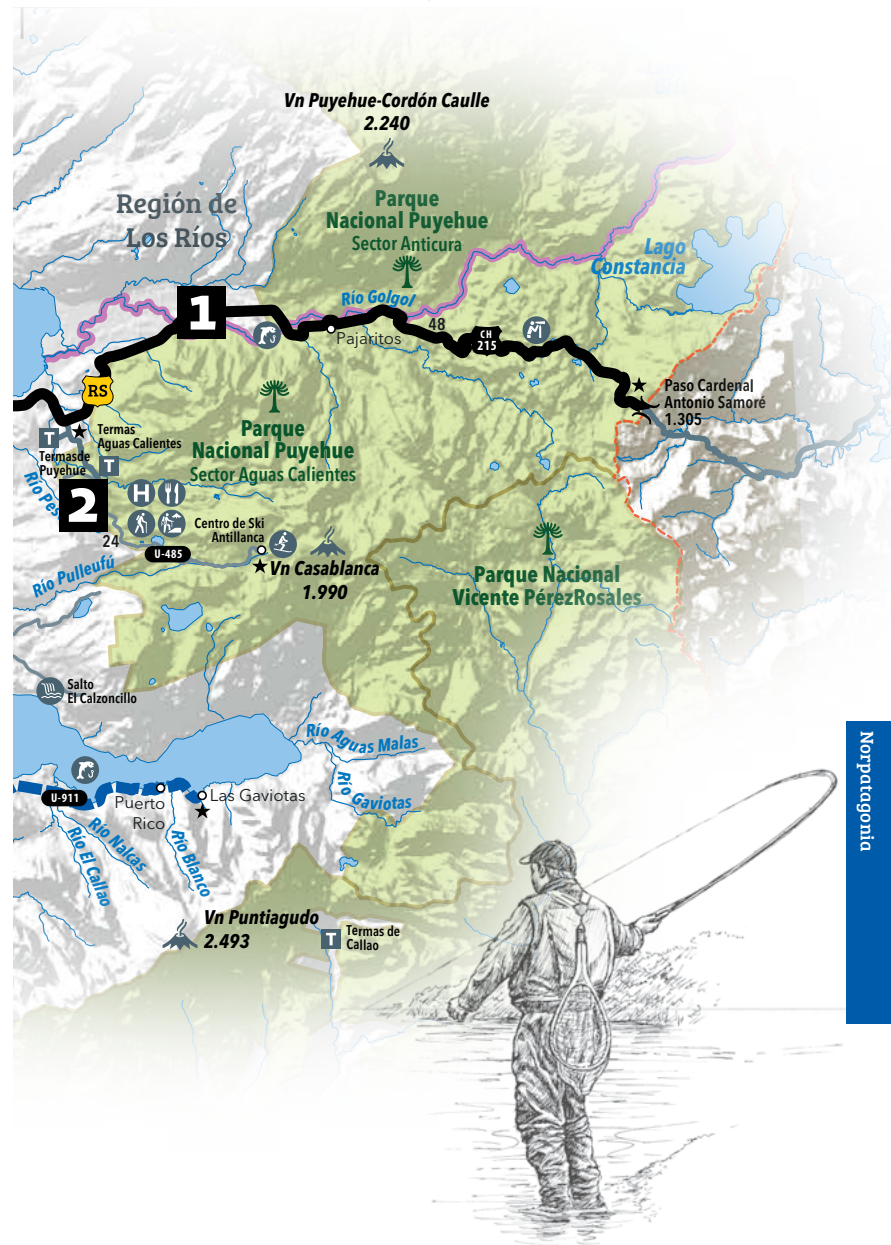 Vn Puyehue-Cordón Caulle
2.240
Región de
Los Ríos
Parque
Nacional Puyehue
Sector Anticura
Lago
Constancia
Río Golgol
1
48
CH
215
Pajaritos
RS
Paso Cardenal
Antonio Samoré
1.305
Parque
Nacional Puyehue
Sector Aguas Calientes
T
Termas
Aguas Calientes
Termasde
Puyehue
T
Río Pes
2
H
24
U-485
Centro de Ski
Antillanca
Vn Casablanca
1.990
Río Pulleufú
Parque Nacional
Vicente PérezRosales
Salto
El Calzoncillo
Río Aguas Malas
Río Gaviotas
U-911
Puerto
Rico
Las Gaviotas
Río Nalcas
Río El Callao
Río Blanco
Vn Puntiagudo
2.493
T
Termas de
Callao
Norpatagonia